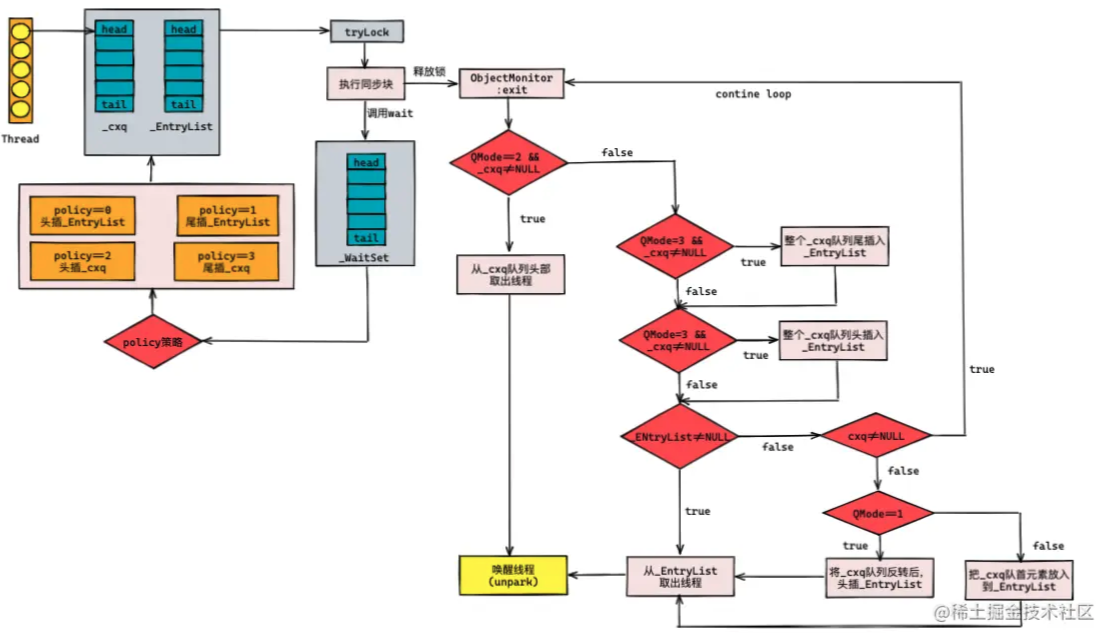 head
tail
_cxq
head
tail
_EntryList
Thread
tryLock
执行同步块
释放锁
调用wait
head
tail
_WaitSet
policy==0
头插_EntryList
policy==1
尾插_EntryList
policy==2
头插_cxq
policy==3
尾插_cxq
policy策略
ObjectMonitor
:exit
contine loop
QMode==2 &&
_cxq≠NULL
false
true
从_cxq队列头部
取出线程
QMode=3 &&
_cxq≠NULL
true
整个_cxq队列尾插入
_EntryList
false
QMode=3 &&
_cxq≠NULL
true
整个_cxq队列头插入
_EntryList
false
_ENtryList≠NULL
false
cxq≠NULL
true
false
true
QMode==1
true
false
唤醒线程
(unpark)
从_EntryList
取出线程
将_cxq队列反转后,
头插_EntryList
把_cxq队首元素放入
到_EntryList
@稀土掘金技术社区